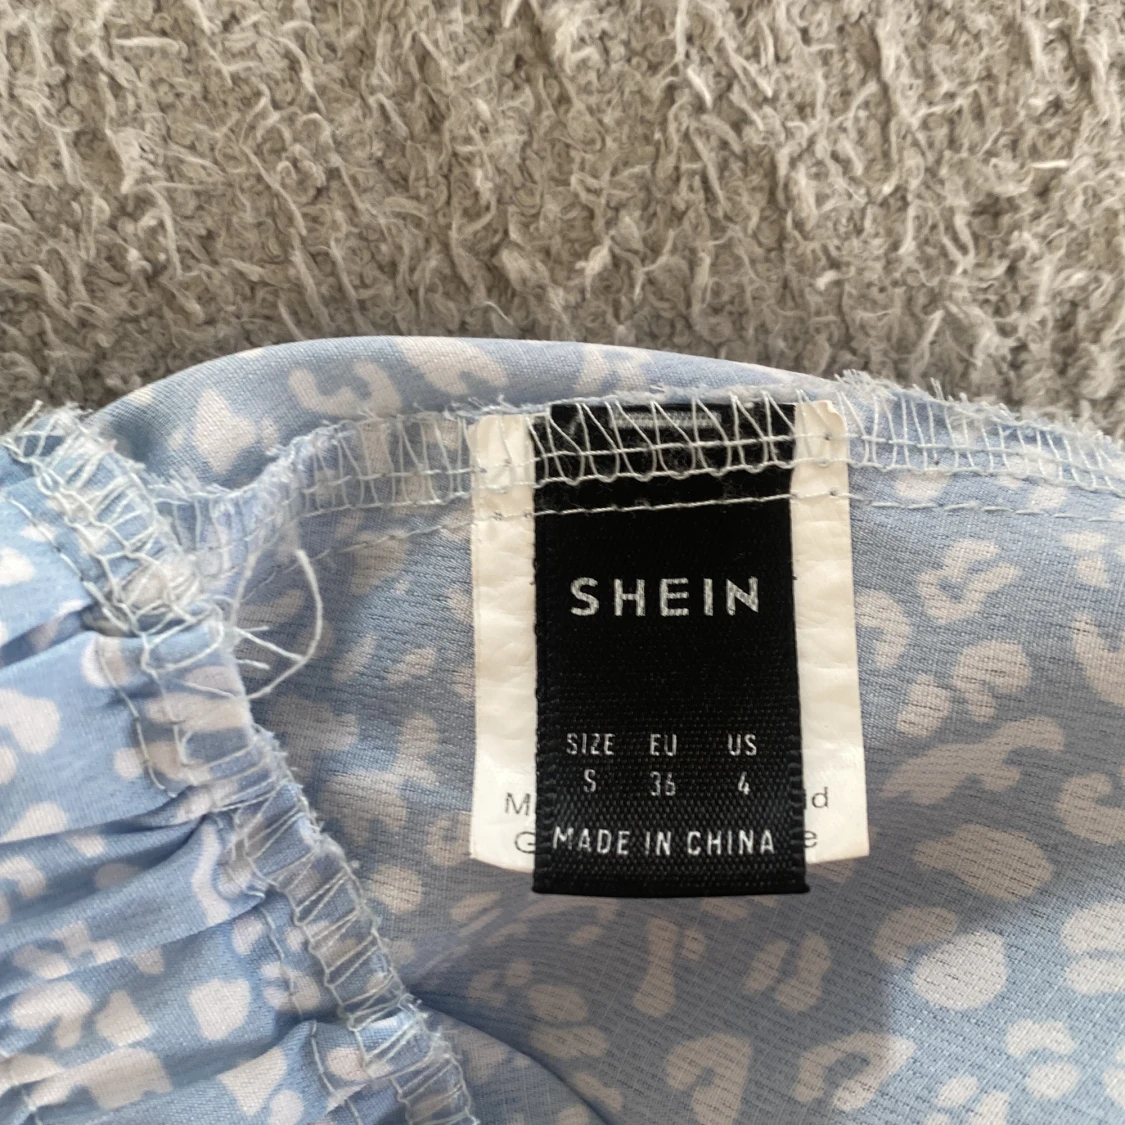 SHEIN
SIZE EU US
S 36 4
MADE IN CHINA